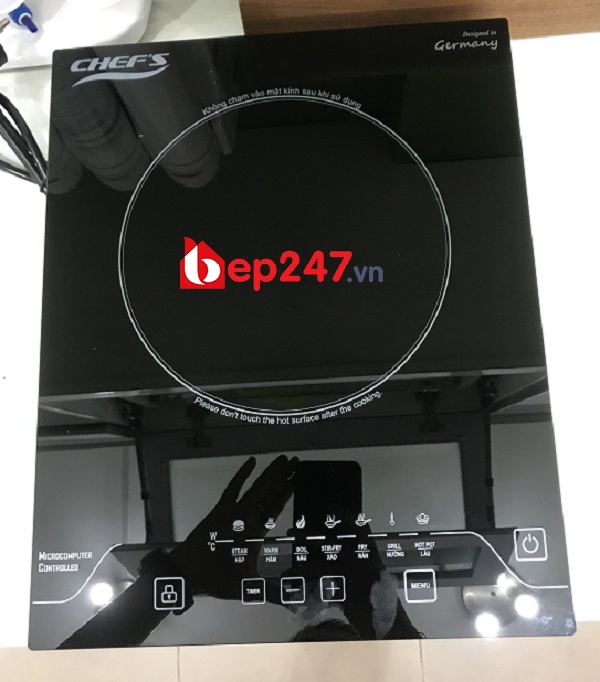 CHEF'S
Designed in
Germany
Không chạm vào mặt kính sau khi sử dụng
bep247.vn
Please don't touch the hot surface after the cooking.
W
°C
STEAM WARM BOIL STIR-FRY FRY GRILL HOT POT
HẤP HÂM NẤU XÀO RÁN NƯỚNG LẨU
MICROCOMPUTER
CONTROLLED
TIMER − + MENU